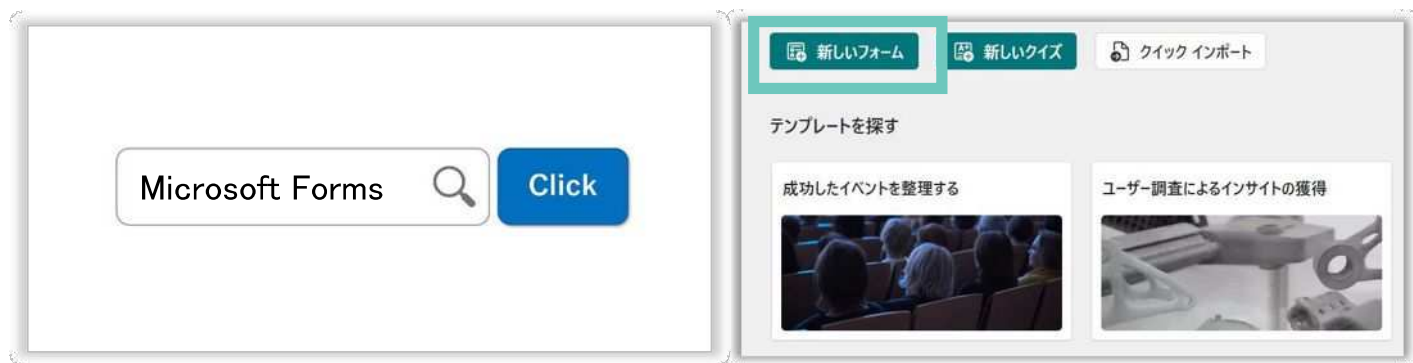 Microsoft Forms
Click
新しいフォーム
新しいクイズ
クイック インポート
テンプレートを探す
成功したイベントを整理する
ユーザー調査によるインサイトの獲得